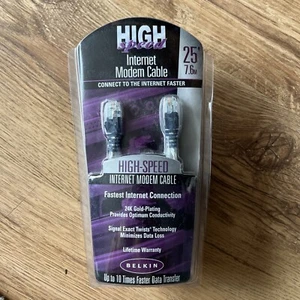 HIGH
speed
Internet
Modem Cable
25'
7.6m
CONNECT TO THE INTERNET FASTER
HIGH-SPEED
INTERNET MODEM CABLE
Fastest Internet Connection
24K Gold-Plating
Provides Optimum Conductivity
Signal Exact Twists* Technology
Minimizes Data Loss
Lifetime Warranty
BELKIN
Up to 10 Times Faster Data Transfer